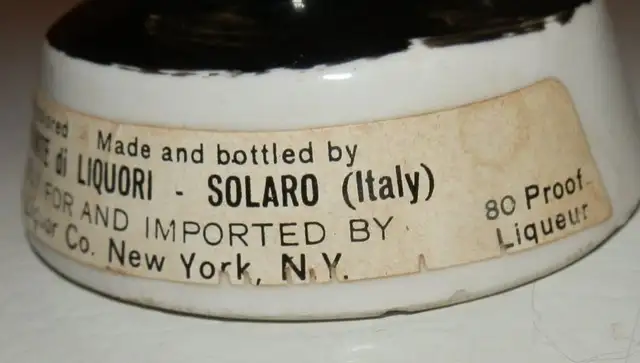 Made and bottled by
di LIQUORI - SOLARO (Italy)
FOR AND IMPORTED BY
Co. New York, N.Y.
80 Proof
Liqueur